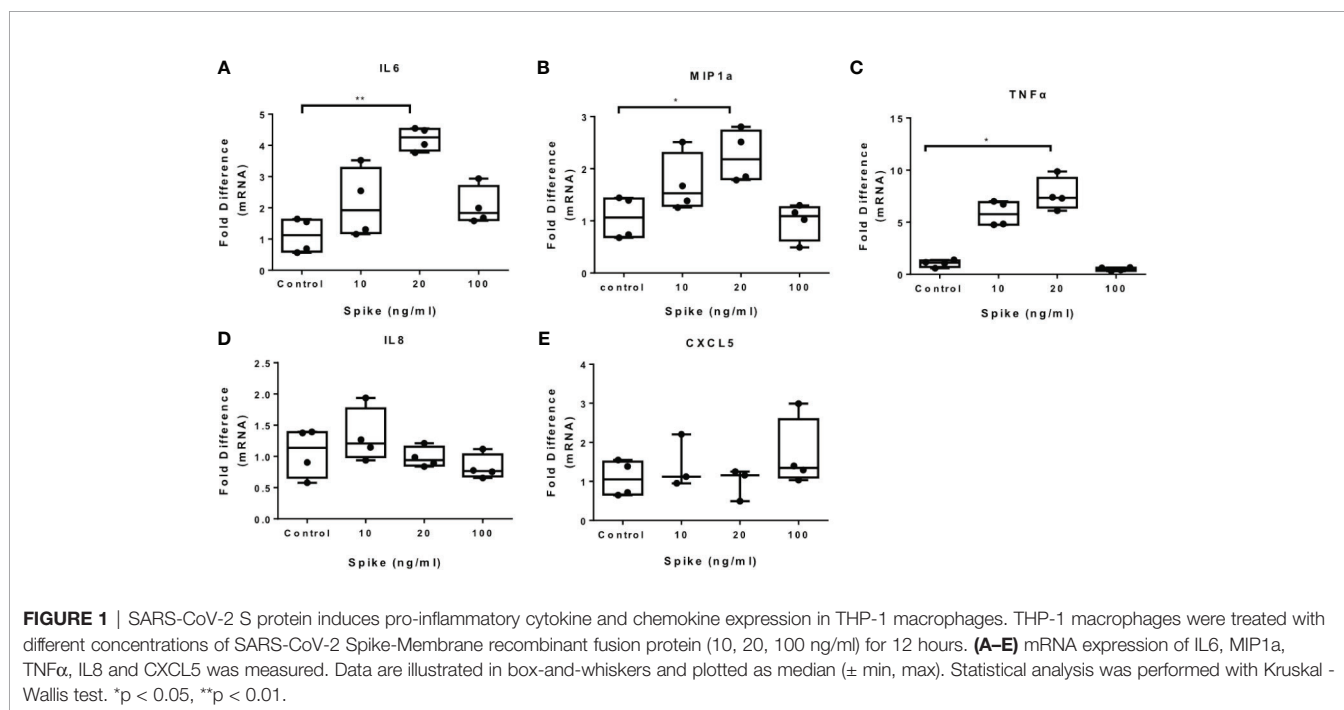 A
IL6
**
Fold Difference
(mRNA)
5
4
3
2
1
0
Control
10
20
100
Spike (ng/ml)
B
MIP1a
*
Fold Difference
(mRNA)
3
2
1
0
control
10
20
100
Spike (ng/ml)
C
TNFα
*
Fold Difference
(mRNA)
15
10
5
0
Control
10
20
100
Spike (ng/ml)
D
IL8
Fold Difference
(mRNA)
2.5
2.0
1.5
1.0
0.5
0.0
Control
10
20
100
Spike (ng/ml)
E
CXCL5
Fold Difference
(mRNA)
4
3
2
1
0
Control
10
20
100
Spike (ng/ml)
FIGURE 1 | SARS-CoV-2 S protein induces pro-inflammatory cytokine and chemokine expression in THP-1 macrophages. THP-1 macrophages were treated with
different concentrations of SARS-CoV-2 Spike-Membrane recombinant fusion protein (10, 20, 100 ng/ml) for 12 hours. (A–E) mRNA expression of IL6, MIP1a,
TNFα, IL8 and CXCL5 was measured. Data are illustrated in box-and-whiskers and plotted as median (± min, max). Statistical analysis was performed with Kruskal -
Wallis test. *p < 0.05, **p < 0.01.